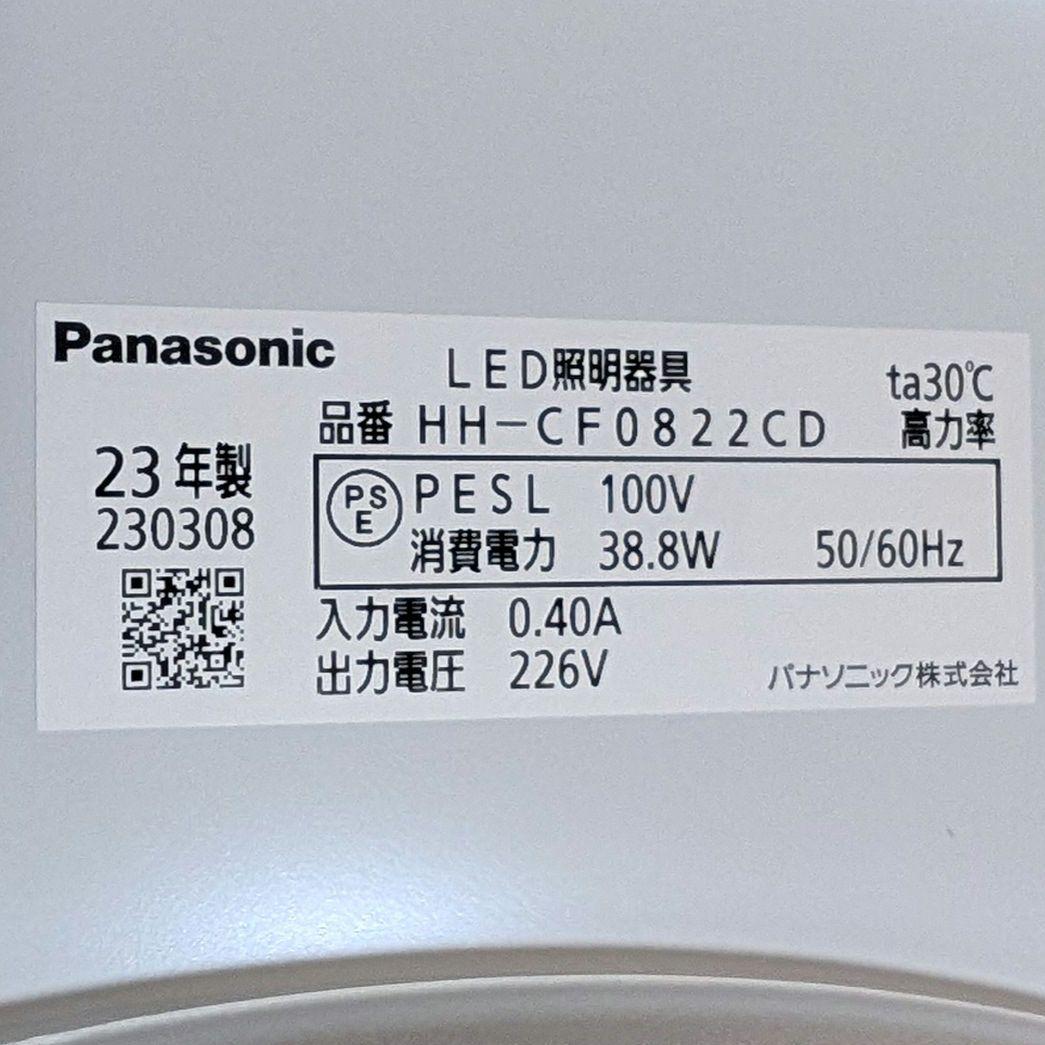 Panasonic
LED照明器具
ta30℃
品番 HH-CF0822CD
高力率
23年製
230308
PSE
PESL 100V
消費電力 38.8W 50/60Hz
入力電流 0.40A
出力電圧 226V
パナソニック株式会社